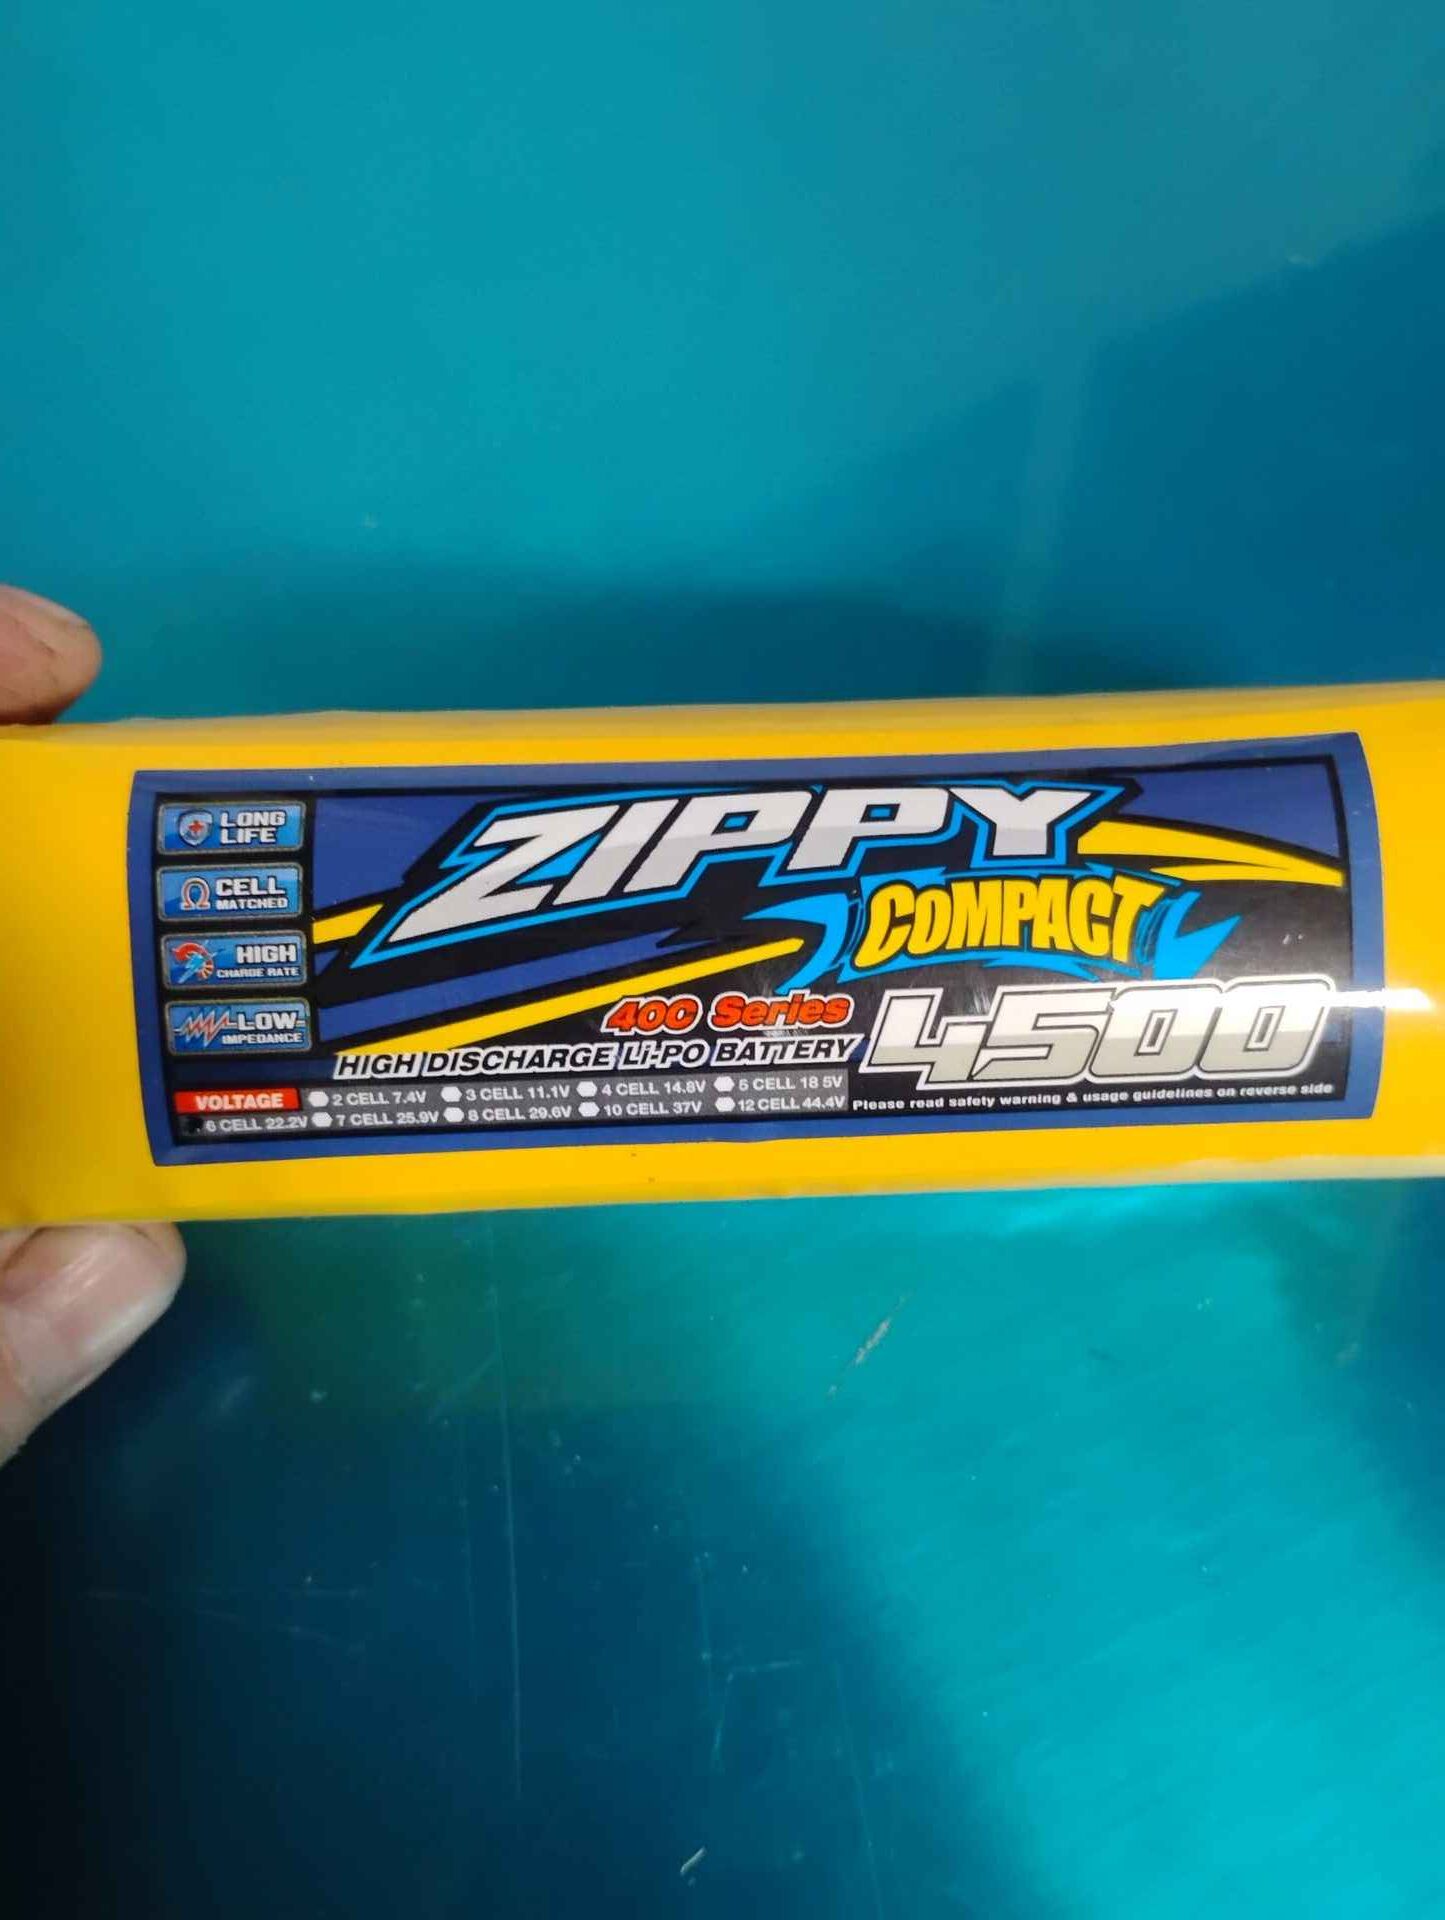 LONG
LIFE
CELL
MATCHED
HIGH
CHARGE RATE
LOW
IMPEDANCE
ZIPPY
COMPACT
40C Series
4500
HIGH DISCHARGE Li-PO BATTERY
VOLTAGE 2 CELL 7.4V 3 CELL 11.1V 4 CELL 14.8V 5 CELL 18 5V
6 CELL 22.2V 7 CELL 25.9V 8 CELL 29.6V 10 CELL 37V 12 CELL 44.4V
Please read safety warning & usage guidelines on reverse side